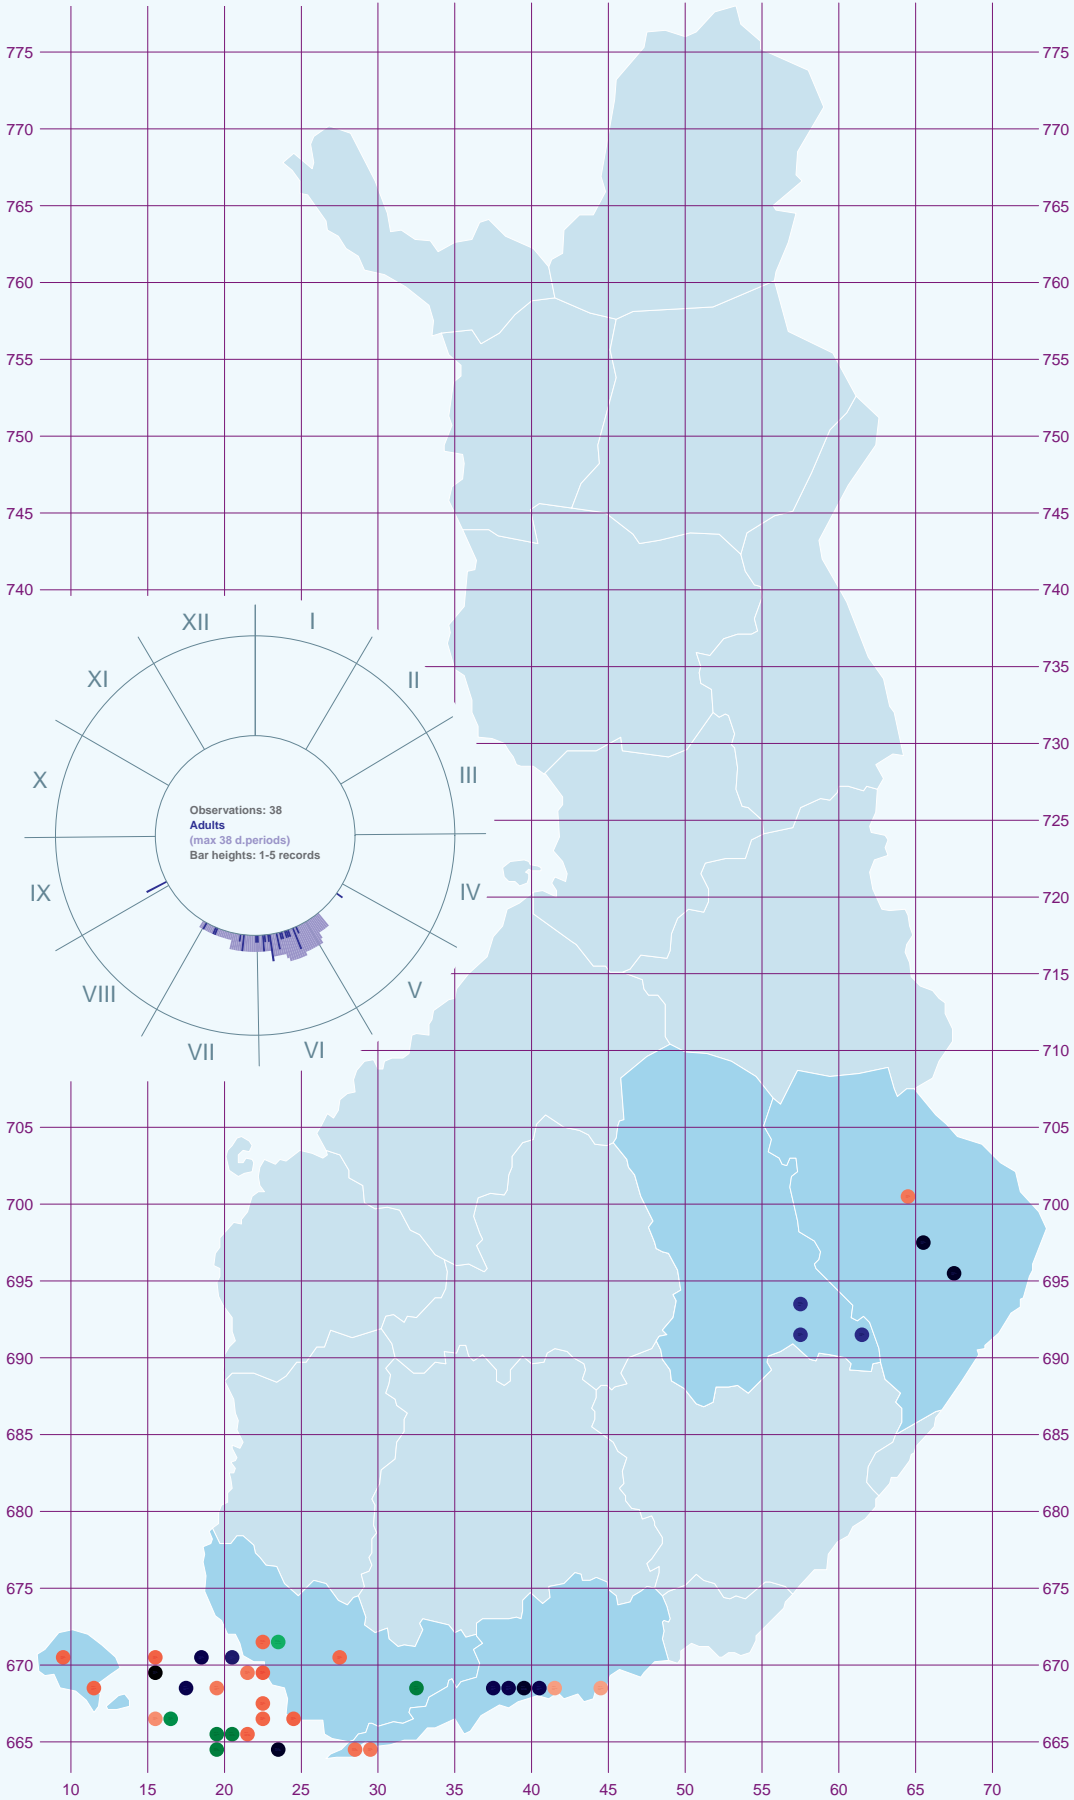 775 775
770 770
765 765
760 760
755 755
750 750
745 745
740 740
XII I
735
XI II
730
X III
Observations: 38
Adults
(max 38 d.periods)
Bar heights: 1-5 records
725
IX IV
720
VIII V
715
VII VI
710
705 705
700 700
695 695
690 690
685 685
680 680
675 675
670 670
665 665
10 15 20 25 30 35 40 45 50 55 60 65 70